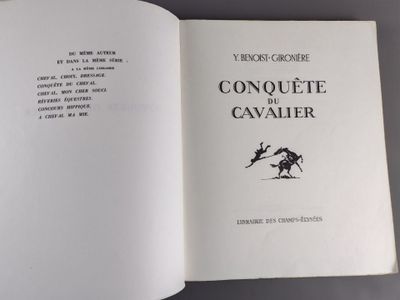 DU MÊME AUTEUR
ET DANS LA MÊME SÉRIE :
A LA MÊME LIBRAIRIE
CHEVAL, CHOIX, DRESSAGE.
CONQUÊTE DU CHEVAL.
CHEVAL, MON CHER SOUCI.
RÊVERIES ÉQUESTRES.
CONCOURS HIPPIQUE.
A CHEVAL MA MIE.
Y. BENOIST-GIRONIÈRE
CONQUÊTE
DU
CAVALIER
LIBRAIRIE DES CHAMPS-ÉLYSÉES